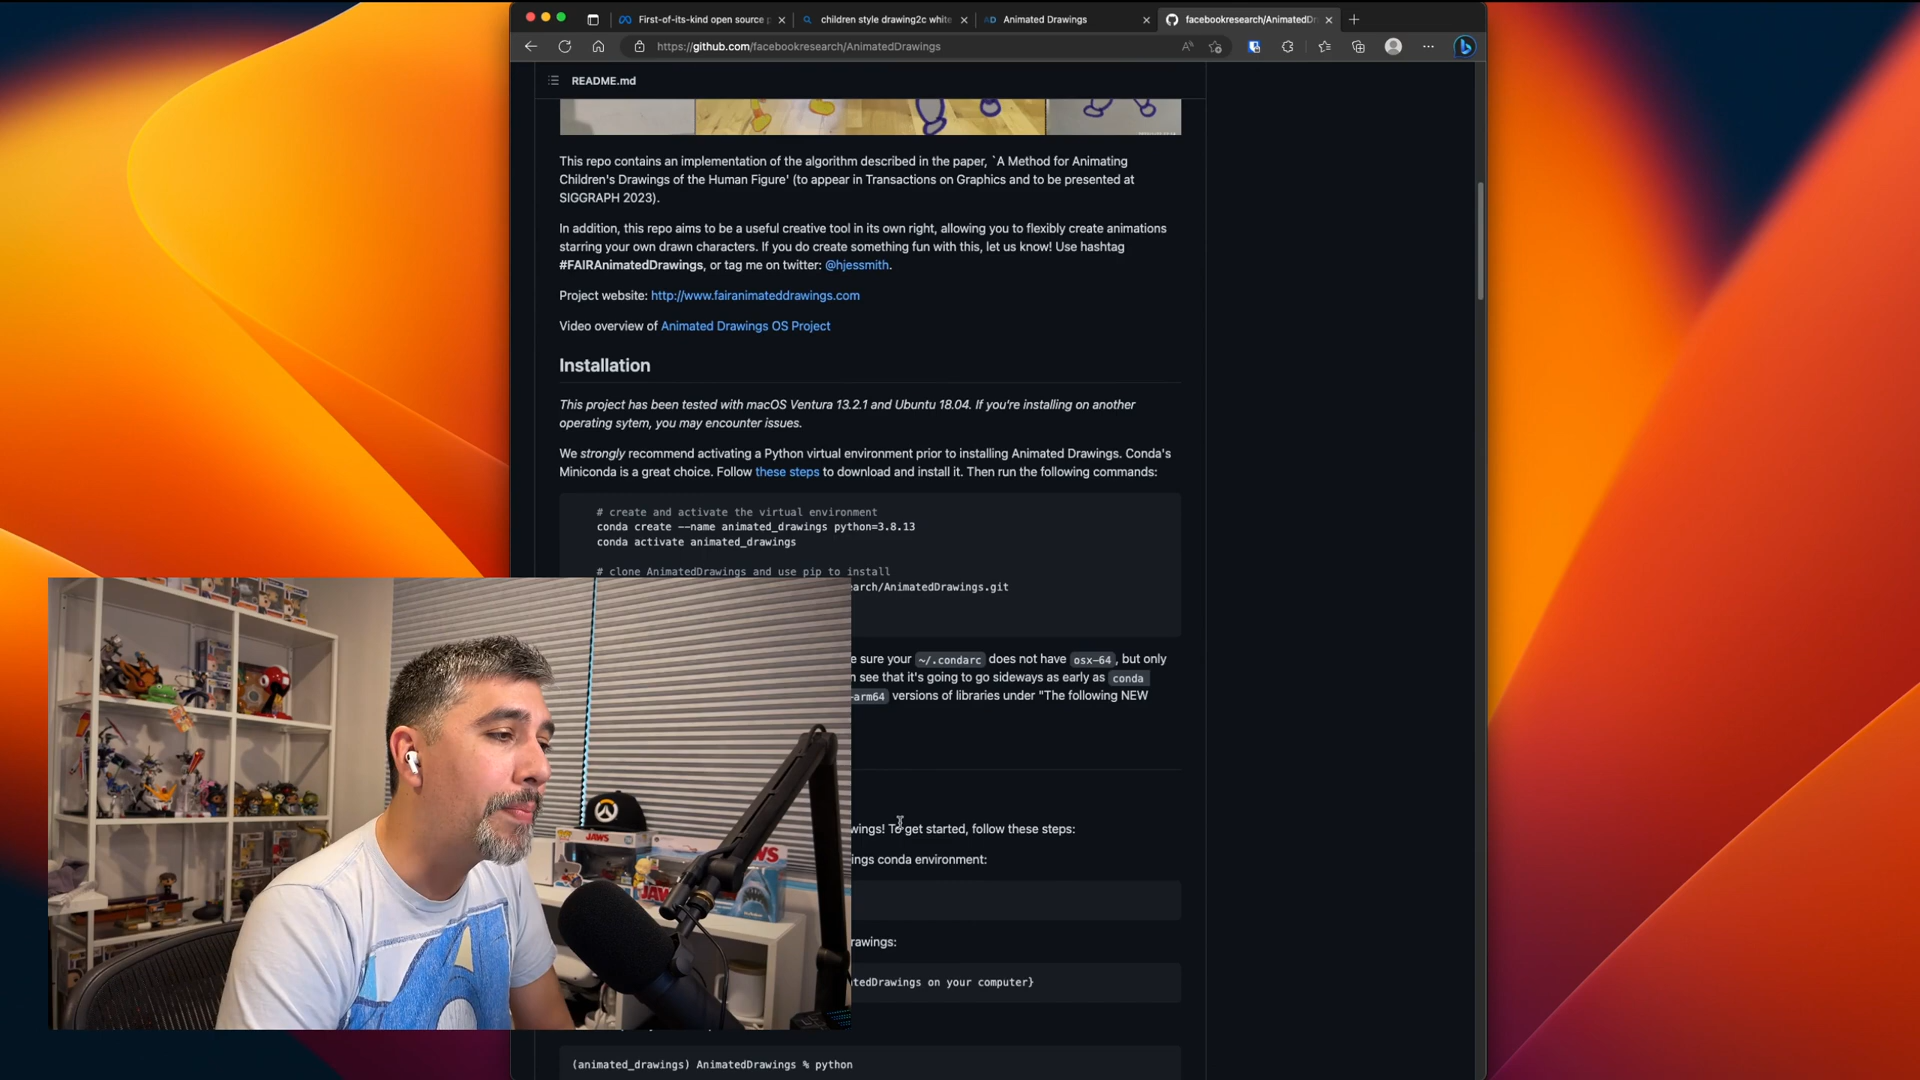 First-of-its-kind open source p
children style drawing2c white
Animated Drawings
facebookresearch/AnimatedDr
https://github.com/facebookresearch/AnimatedDrawings
README.md
This repo contains an implementation of the algorithm described in the paper, `A Method for Animating
Children's Drawings of the Human Figure' (to appear in Transactions on Graphics and to be presented at
SIGGRAPH 2023).
In addition, this repo aims to be a useful creative tool in its own right, allowing you to flexibly create animations
starring your own drawn characters. If you do create something fun with this, let us know! Use hashtag
#FAIRAnimatedDrawings, or tag me on twitter: @hjessmith.
Project website: http://www.fairanimateddrawings.com
Video overview of Animated Drawings OS Project
Installation
This project has been tested with macOS Ventura 13.2.1 and Ubuntu 18.04. If you're installing on another
operating sytem, you may encounter issues.
We strongly recommend activating a Python virtual environment prior to installing Animated Drawings. Conda's
Miniconda is a great choice. Follow these steps to download and install it. Then run the following commands:
# create and activate the virtual environment
conda create --name animated_drawings python=3.8.13
conda activate animated_drawings
# clone AnimatedDrawings and use pip to install
earch/AnimatedDrawings.git
e sure your ~/.condarc does not have osx-64, but only
n see that it's going to go sideways as early as conda
-arm64 versions of libraries under "The following NEW
wings! To get started, follow these steps:
ings conda environment:
rawings:
atedDrawings on your computer}
(animated_drawings) AnimatedDrawings % python
JAWS